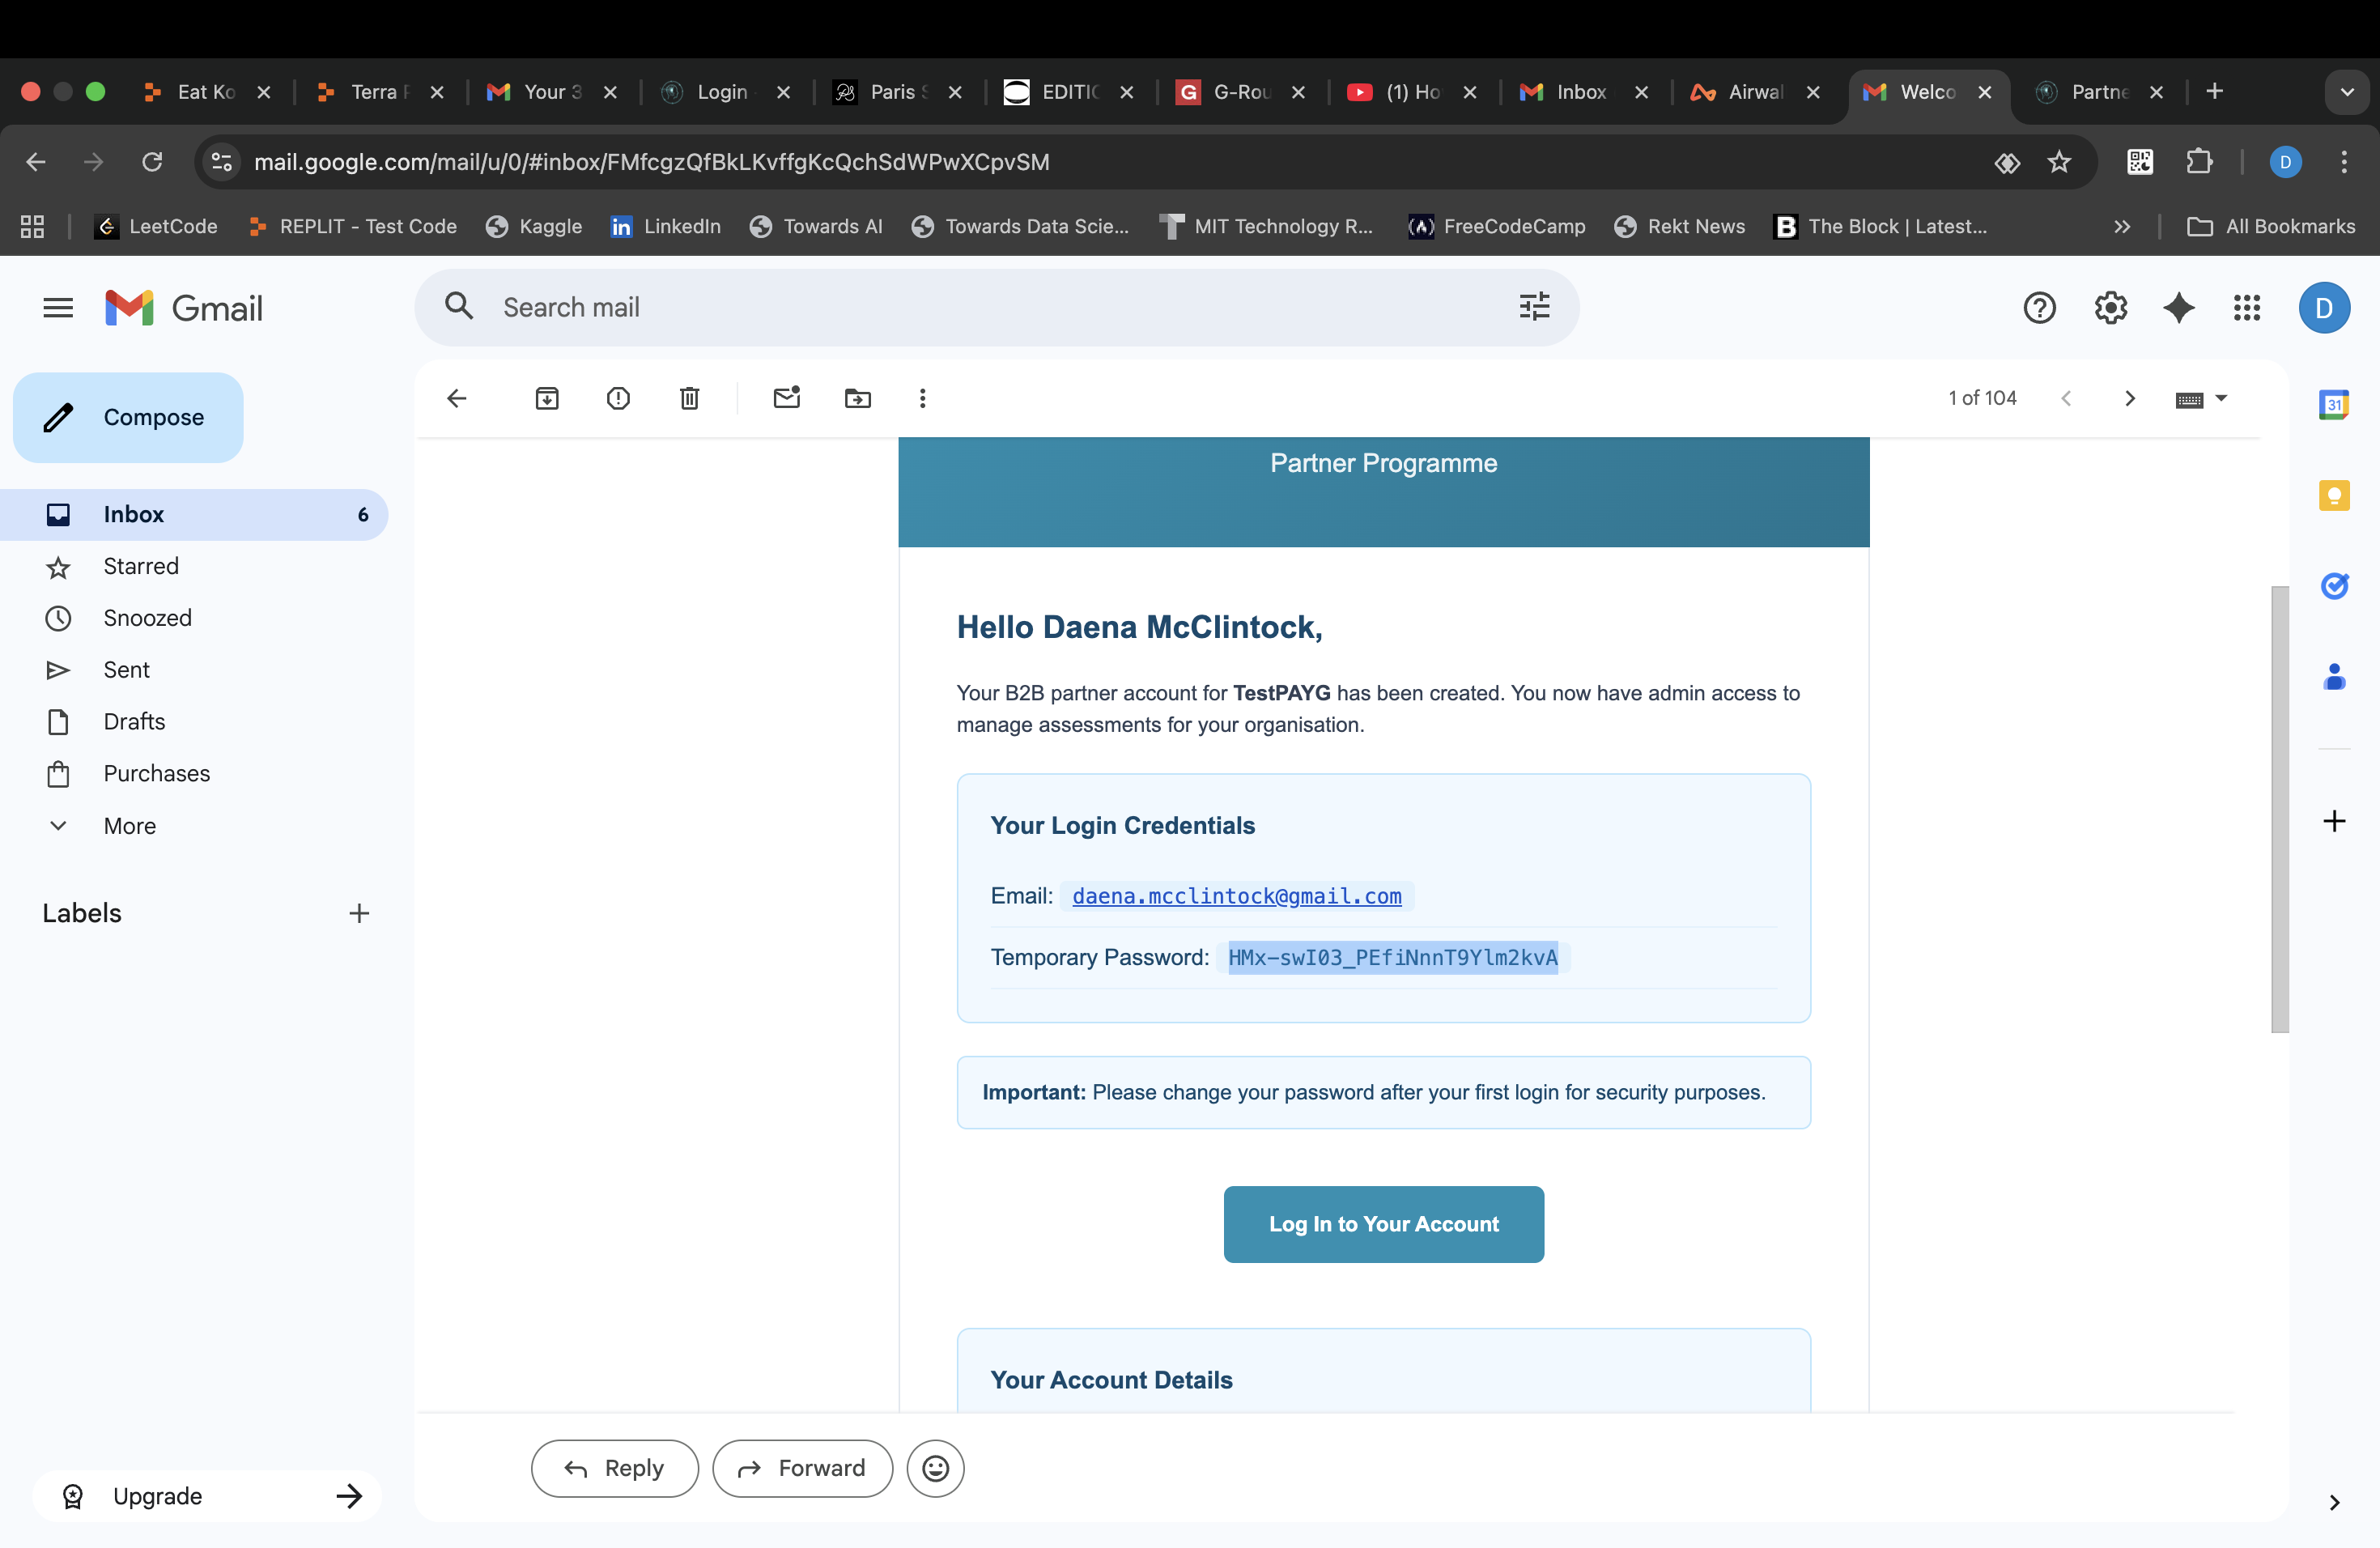 Eat Ko
Terra
Your 3
Login
Paris S
EDITIC
G-Rou
(1) Ho
Inbox
Airwal
Welco
Partne
mail.google.com/mail/u/0/#inbox/FMfcgzQfBkLKvffgKcQchSdWPwXCpvSM
D
LeetCode
REPLIT - Test Code
Kaggle
LinkedIn
Towards AI
Towards Data Scie...
MIT Technology R...
FreeCodeCamp
Rekt News
The Block | Latest...
All Bookmarks
Gmail
Search mail
D
Compose
1 of 104
Inbox 6
Starred
Snoozed
Sent
Drafts
Purchases
More
Labels
Upgrade
Partner Programme
Hello Daena McClintock,
Your B2B partner account for TestPAYG has been created. You now have admin access to
manage assessments for your organisation.
Your Login Credentials
Email: daena.mcclintock@gmail.com
Temporary Password: HMx-swI03_PEfiNnnT9Ylm2kvA
Important: Please change your password after your first login for security purposes.
Log In to Your Account
Your Account Details
Reply
Forward
31